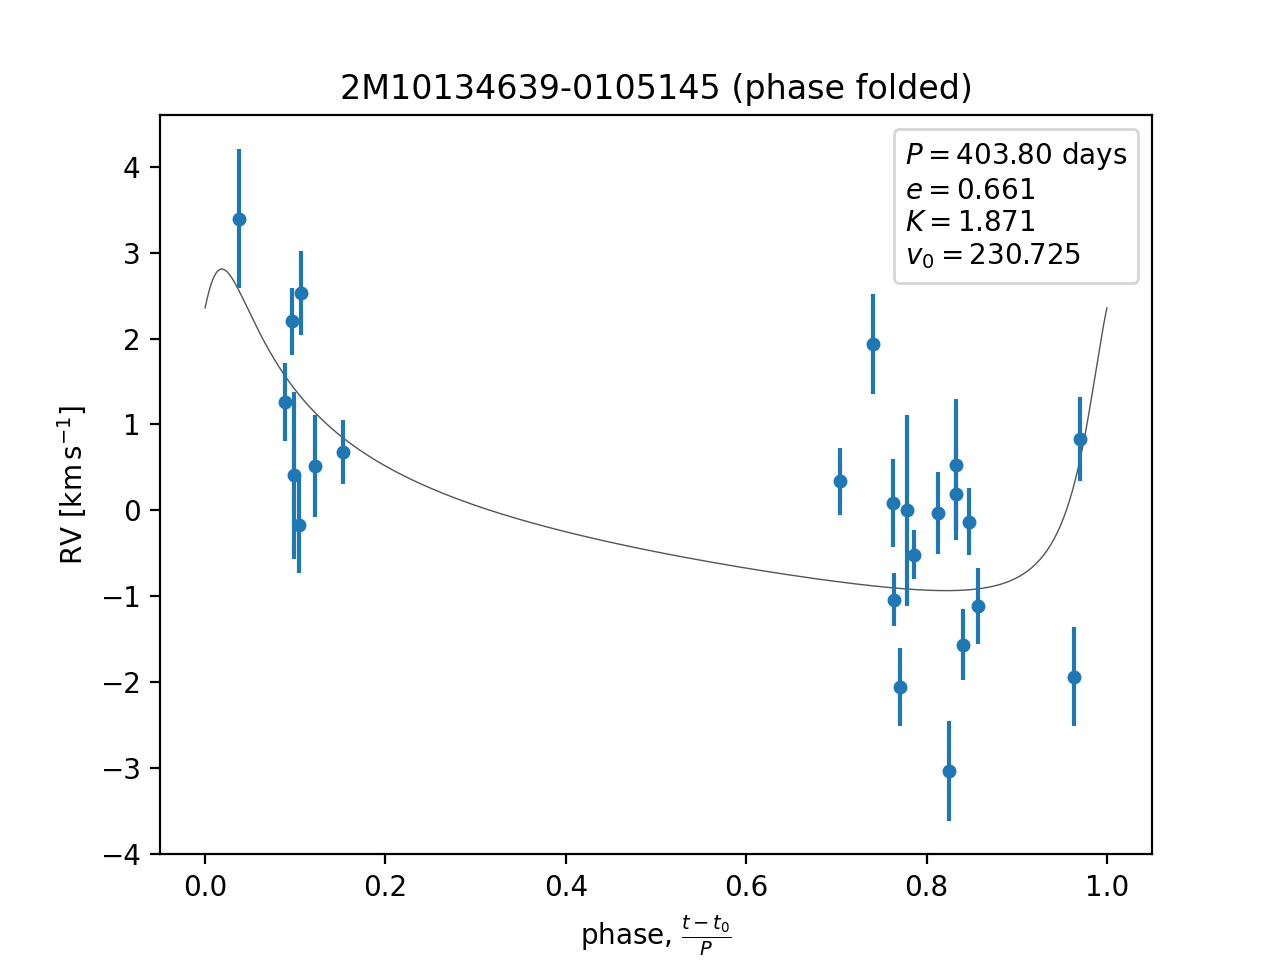 2M10134639-0105145 (phase folded)
P = 403.80 days
e = 0.661
K = 1.871
v₀ = 230.725
RV [km s⁻¹]
4
3
2
1
0
−1
−2
−3
−4
0.0 0.2 0.4 0.6 0.8 1.0
phase, (t − t₀)/P